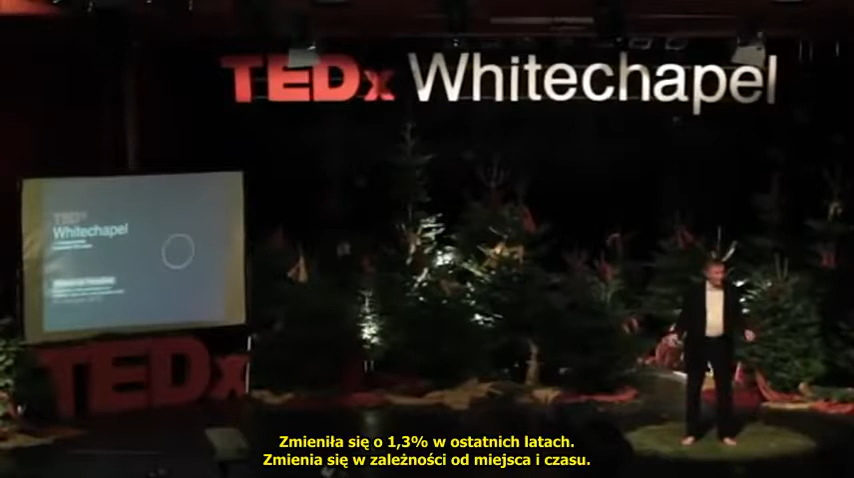 TEDx Whitechapel
TEDx
Whitechapel
TEDx
Zmieniła się o 1,3% w ostatnich latach.
Zmienia się w zależności od miejsca i czasu.